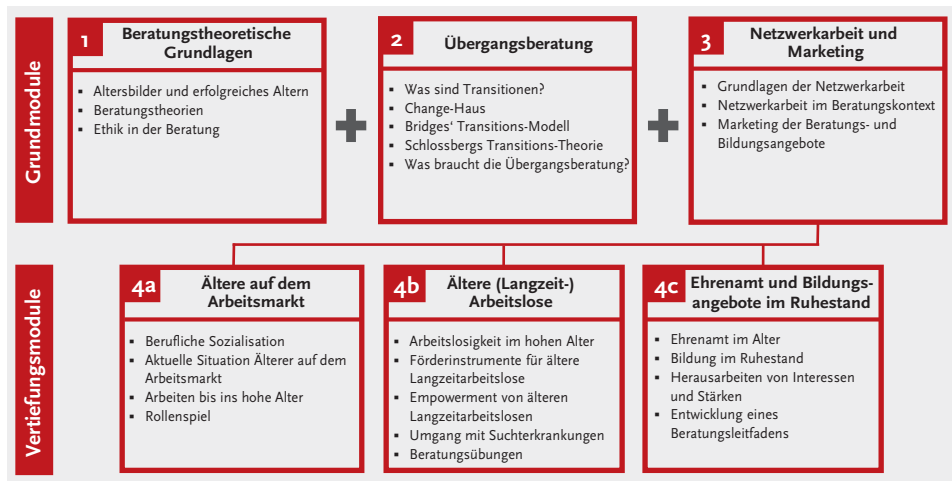 Grundmodule
1
Beratungstheoretische
Grundlagen
▪ Altersbilder und erfolgreiches Altern
▪ Beratungstheorien
▪ Ethik in der Beratung
2
Übergangsberatung
▪ Was sind Transitionen?
▪ Change-Haus
▪ Bridges‘ Transitions-Modell
▪ Schlossbergs Transitions-Theorie
▪ Was braucht die Übergangsberatung?
3
Netzwerkarbeit und
Marketing
▪ Grundlagen der Netzwerkarbeit
▪ Netzwerkarbeit im Beratungskontext
▪ Marketing der Beratungs- und
Bildungsangebote
Vertiefungsmodule
4a
Ältere auf dem
Arbeitsmarkt
▪ Berufliche Sozialisation
▪ Aktuelle Situation Älterer auf dem
Arbeitsmarkt
▪ Arbeiten bis ins hohe Alter
▪ Rollenspiel
4b
Ältere (Langzeit-)
Arbeitslose
▪ Arbeitslosigkeit im hohen Alter
▪ Förderinstrumente für ältere
Langzeitarbeitslose
▪ Empowerment von älteren
Langzeitarbeitslosen
▪ Umgang mit Suchterkrankungen
▪ Beratungsübungen
4c
Ehrenamt und Bildungs-
angebote im Ruhestand
▪ Ehrenamt im Alter
▪ Bildung im Ruhestand
▪ Herausarbeiten von Interessen
und Stärken
▪ Entwicklung eines
Beratungsleitfadens